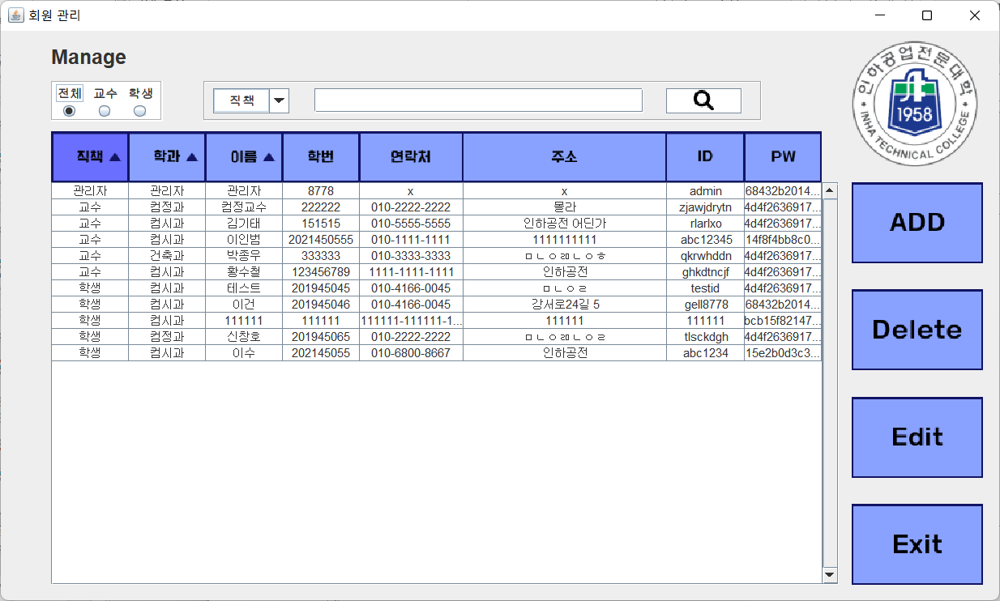 회원 관리
Manage
전체 교수 학생
직책
인하공업전문대학
1958
INHA TECHNICAL COLLEGE
직책 ▲ 학과 ▲ 이름 ▲ 학번 연락처 주소 ID PW
관리자 관리자 관리자 8778 x x admin 68432b2014...
교수 컴정과 컴정교수 222222 010-2222-2222 몰라 zjawjdrytn 4d4f2636917...
교수 컴시과 김기태 151515 010-5555-5555 인하공전 어딘가 rlarlxo 4d4f2636917...
교수 컴시과 이인범 2021450555 010-1111-1111 1111111111 abc12345 14f8f4bb8c0...
교수 건축과 박종우 333333 010-3333-3333 ㅁㄴㅇㄻㄴㅇㅎ qkrwhddn 4d4f2636917...
교수 컴시과 황수철 123456789 1111-1111-1111 인하공전 ghkdtncjf 4d4f2636917...
학생 컴시과 테스트 201945045 010-4166-0045 ㅁㄴㅇㄹ testid 4d4f2636917...
학생 컴시과 이건 201945046 010-4166-0045 강서로24길 5 gell8778 68432b2014...
학생 컴시과 111111 111111 111111-111111-1... 111111 111111 bcb15f82147...
학생 컴정과 신창호 201945065 010-2222-2222 ㅁㄴㅇㄻㄴㅇㄹ tlsckdgh 4d4f2636917...
학생 컴시과 이수 202145055 010-6800-8667 인하공전 abc1234 15e2b0d3c3...
ADD
Delete
Edit
Exit